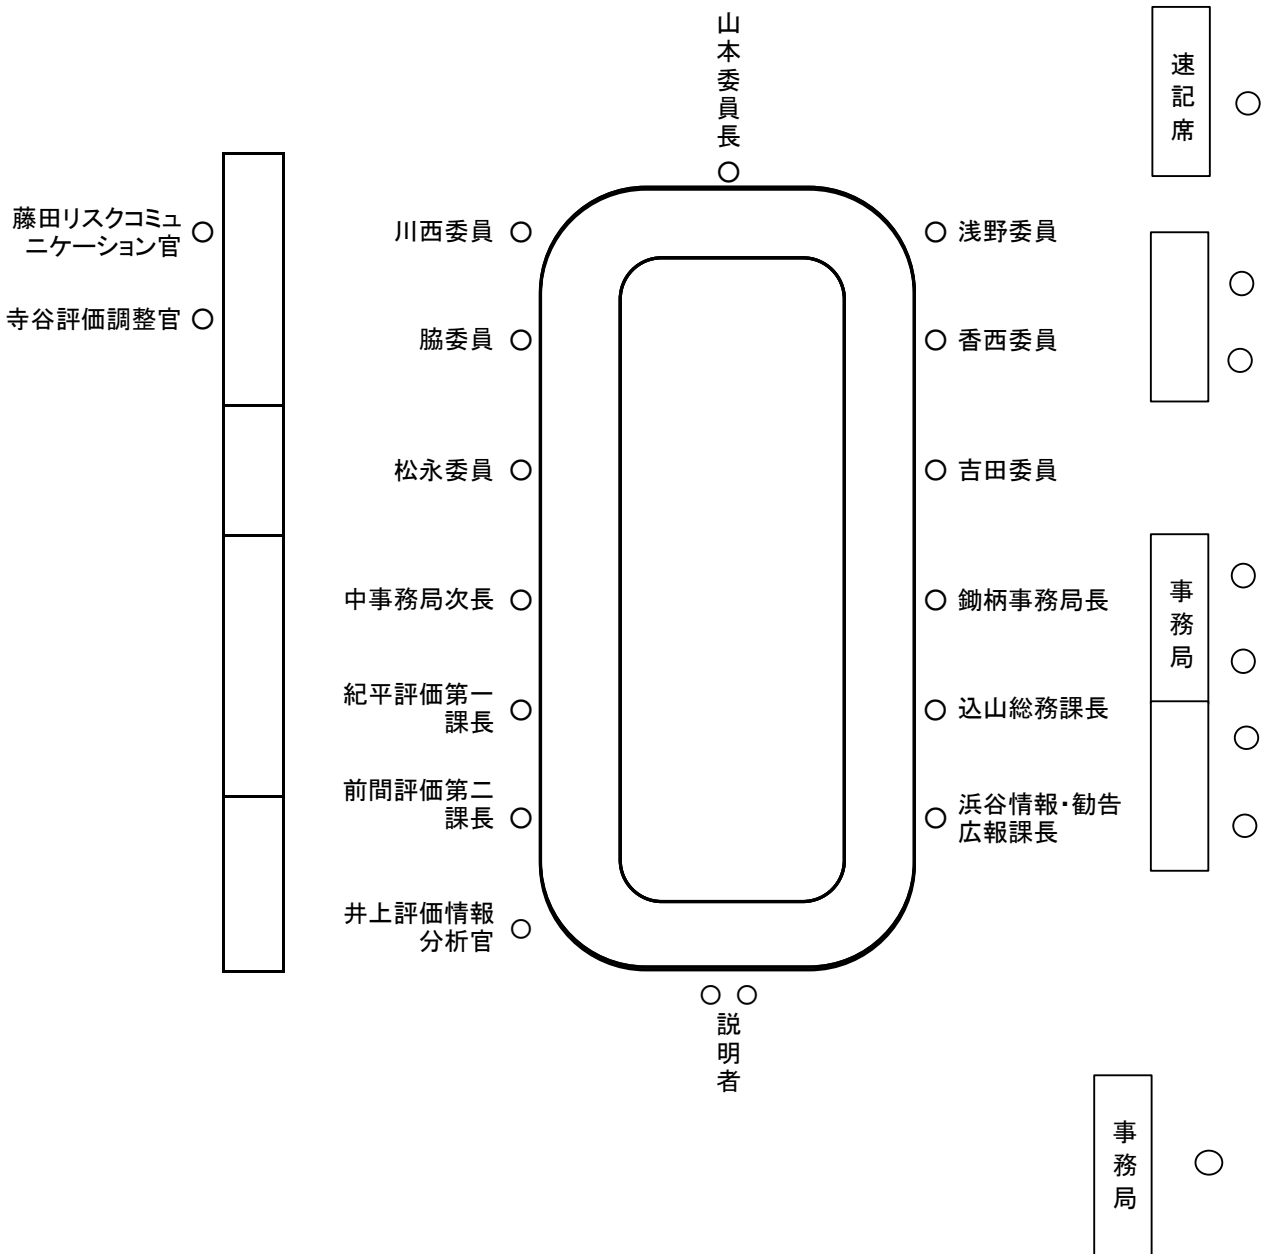 山本委員長
速記席
藤田リスクコミュ
ニケーション官
川西委員
浅野委員
寺谷評価調整官
脇委員
香西委員
松永委員
吉田委員
中事務局次長
鋤柄事務局長
事務局
紀平評価第一
課長
込山総務課長
前間評価第二
課長
浜谷情報・勧告
広報課長
井上評価情報
分析官
説明者
事務局